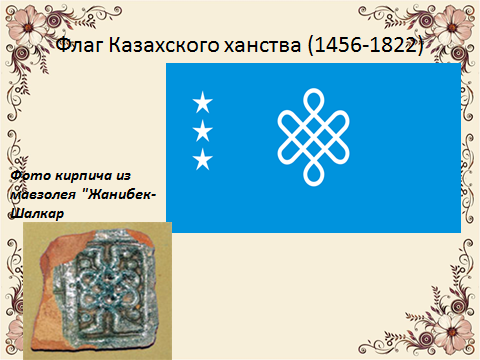 Флаг Казахского ханства (1456-1822)
Фото кирпича из
мавзолея "Жанибек-
Шалкар